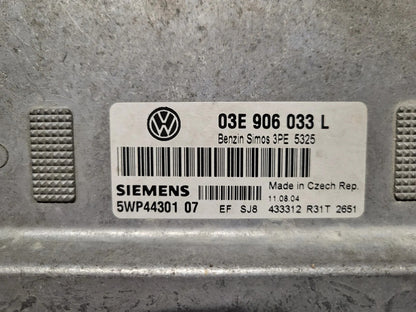 VW
03E 906 033 L
Benzin Simos 3PE 5325
SIEMENS
Made in Czech Rep.
11.08.04
5WP44301 07
EF SJ8 433312 R31T 2651